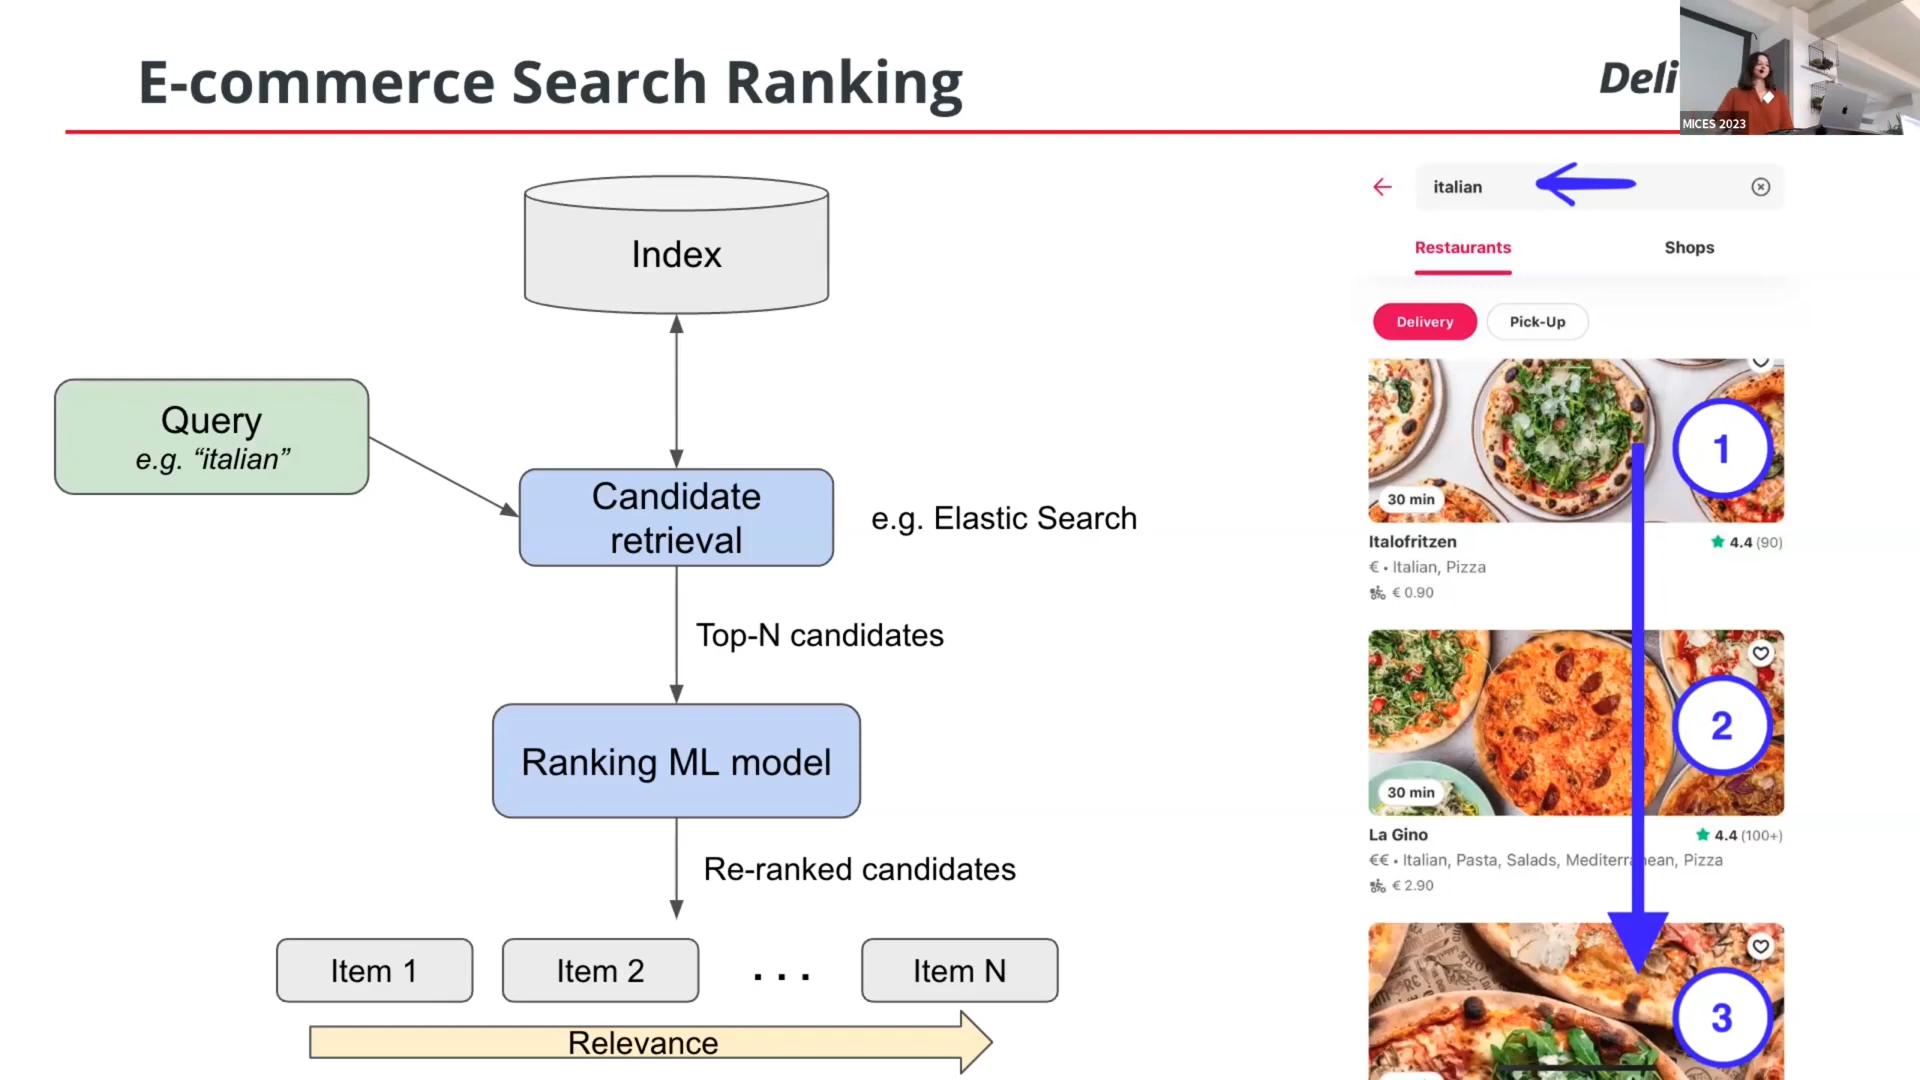 E-commerce Search Ranking
Deli
MICES 2023
Index
Query
e.g. “italian”
Candidate
retrieval
e.g. Elastic Search
Top-N candidates
Ranking ML model
Re-ranked candidates
Item 1
Item 2
. . .
Item N
Relevance
italian
Restaurants
Shops
Delivery
Pick-Up
1
30 min
Italofritzen
4.4 (90)
€ • Italian, Pizza
€ 0.90
2
30 min
La Gino
4.4 (100+)
€€ • Italian, Pasta, Salads, Mediterranean, Pizza
€ 2.90
3